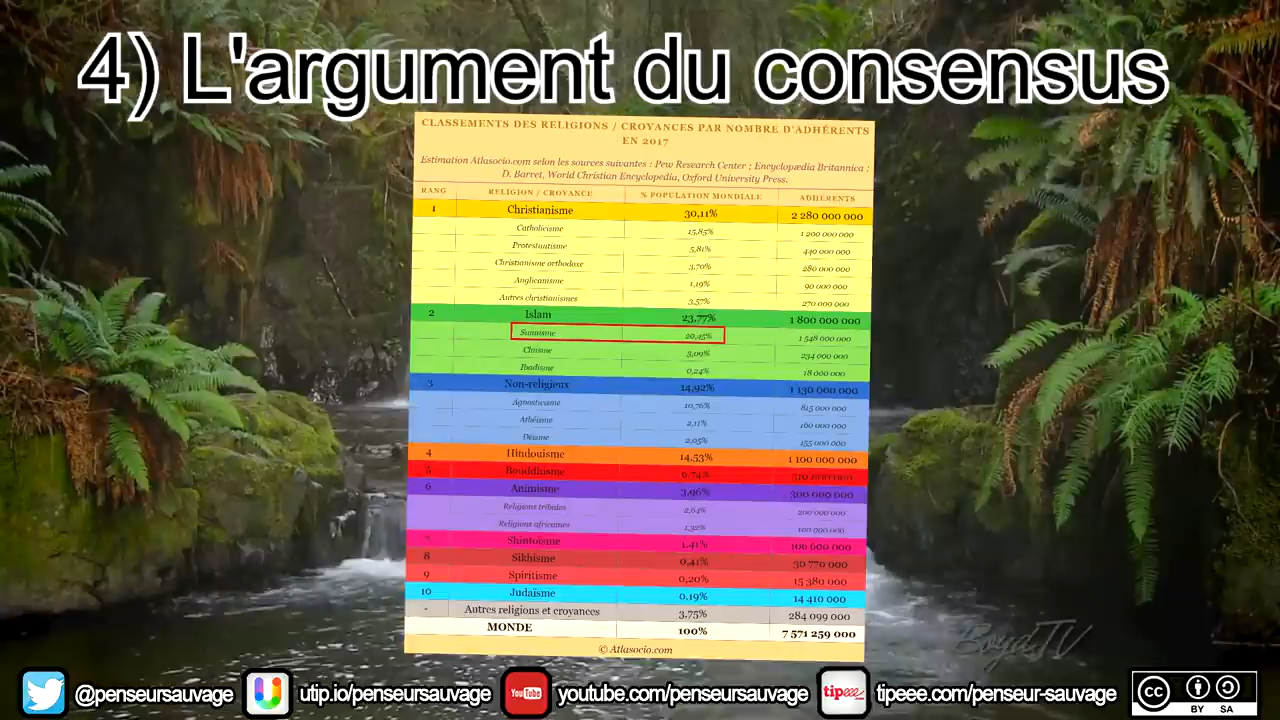 4) L'argument du consensus
CLASSEMENTS DES RELIGIONS / CROYANCES PAR NOMBRE D'ADHÉRENTS
EN 2017
Estimation Atlasocio.com selon les sources suivantes : Pew Research Center ; Encyclopædia Britannica ;
D. Barret, World Christian Encyclopedia, Oxford University Press.
RANG RELIGION / CROYANCE % POPULATION MONDIALE ADHÉRENTS
1 Christianisme 30,11% 2 280 000 000
Catholicisme 15,85% 1 200 000 000
Protestantisme 5,81% 440 000 000
Christianisme orthodoxe 3,70% 280 000 000
Anglicanisme 1,19% 90 000 000
Autres christianismes 3,57% 270 000 000
2 Islam 23,77% 1 800 000 000
Sunnisme 20,45% 1 548 000 000
Chiisme 3,09% 234 000 000
Ibadisme 0,24% 18 000 000
3 Non-religieux 14,92% 1 130 000 000
Agnosticisme 10,76% 815 000 000
Athéisme 2,11% 160 000 000
Déisme 2,05% 155 000 000
4 Hindouisme 14,53% 1 100 000 000
5 Bouddhisme 6,74% 510 000 000
6 Animisme 3,96% 300 000 000
Religions tribales 2,64% 200 000 000
Religions africaines 1,32% 100 000 000
7 Shintoïsme 1,41% 106 600 000
8 Sikhisme 0,41% 30 770 000
9 Spiritisme 0,20% 15 380 000
10 Judaïsme 0,19% 14 410 000
- Autres religions et croyances 3,75% 284 099 000
MONDE 100% 7 571 259 000
© Atlasocio.com
BoydTV
@penseursauvage utip.io/penseursauvage YouTube youtube.com/penseursauvage tipeee tipeee.com/penseur-sauvage cc BY SA